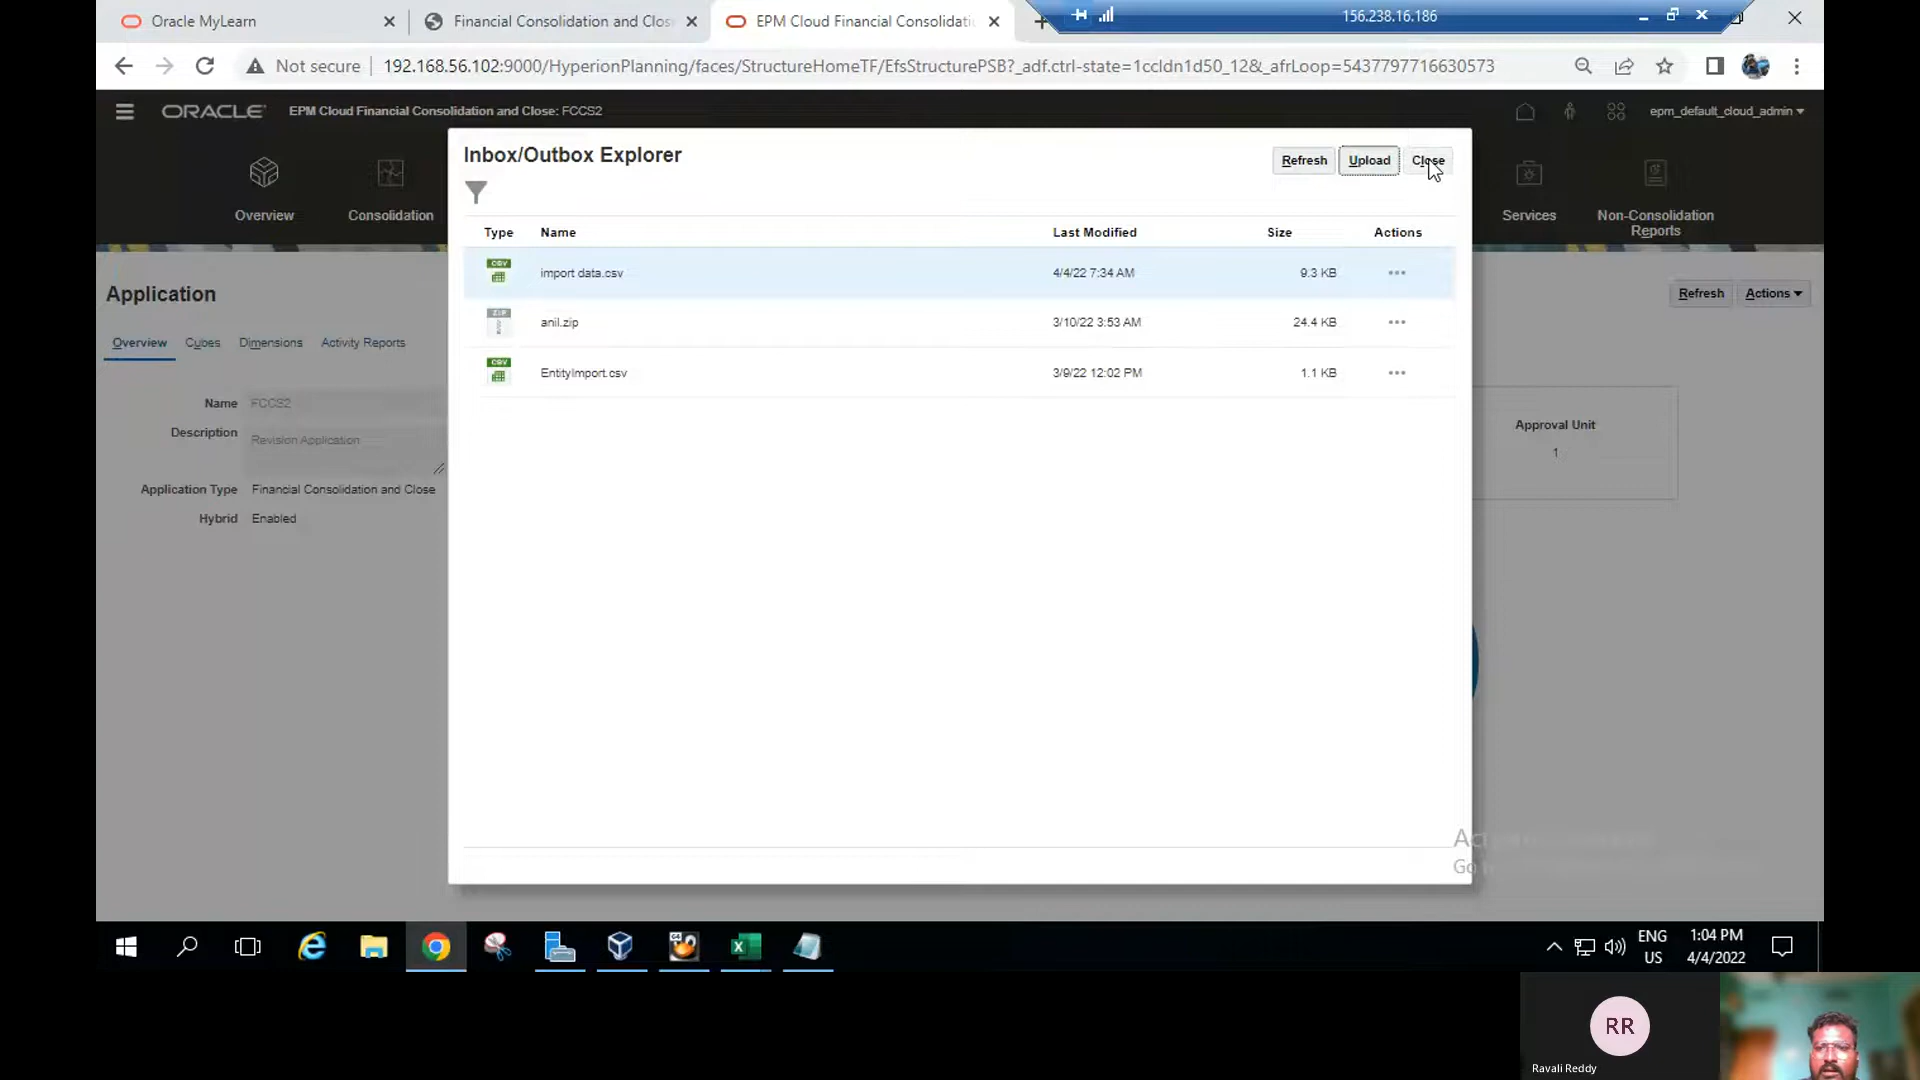 Oracle MyLearn
Financial Consolidation and Clos
EPM Cloud Financial Consolidati
156.238.16.186
Not secure
192.168.56.102:9000/HyperionPlanning/faces/StructureHomeTF/EfsStructurePSB?_adf.ctrl-state=1ccldn1d50_12&_afrLoop=5437797716630573
ORACLE
EPM Cloud Financial Consolidation and Close: FCCS2
epm_default_cloud_admin
Overview
Consolidation
Services
Non-Consolidation
Reports
Inbox/Outbox Explorer
Refresh
Upload
Close
Type
Name
Last Modified
Size
Actions
CSV
import data.csv
4/4/22 7:34 AM
9.3 KB
ZIP
anil.zip
3/10/22 3:53 AM
24.4 KB
CSV
EntityImport.csv
3/9/22 12:02 PM
1.1 KB
Application
Refresh
Actions
Overview
Cubes
Dimensions
Activity Reports
Name
FCCS2
Description
Revision Application
Application Type
Financial Consolidation and Close
Hybrid
Enabled
Approval Unit
1
ENG
US
1:04 PM
4/4/2022
RR
Ravali Reddy